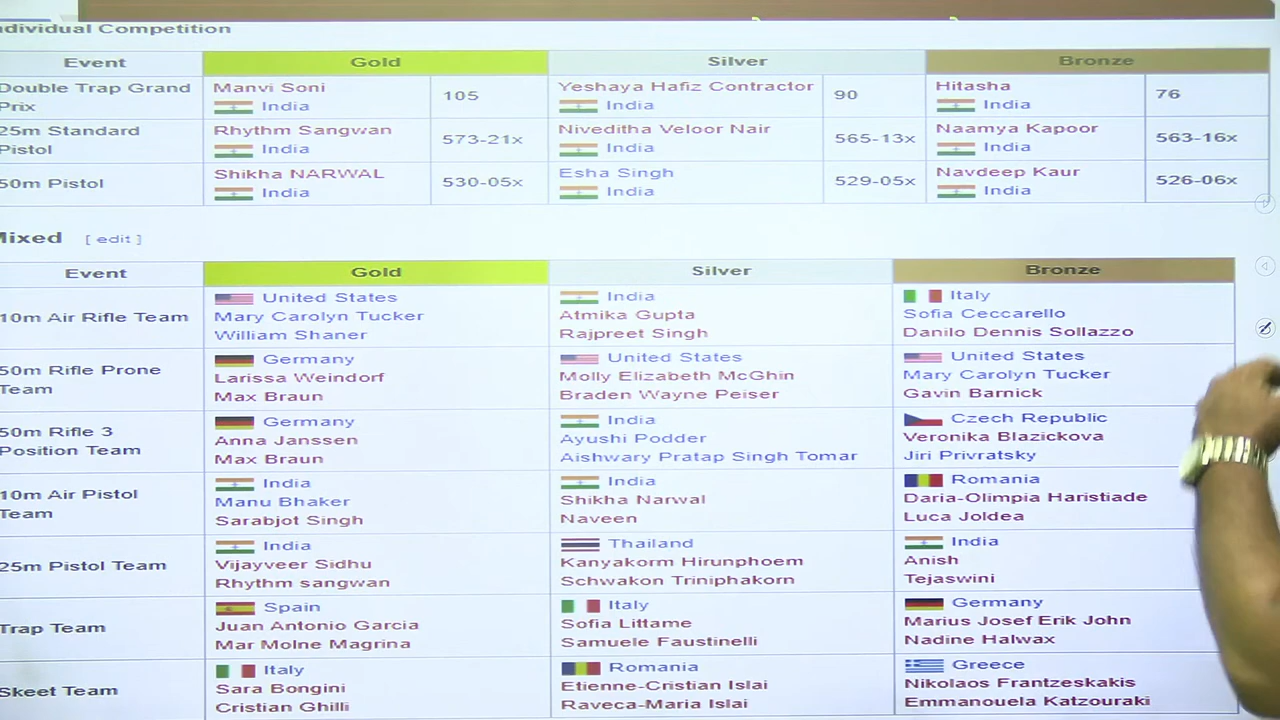 ndividual Competition
Event Gold Silver Bronze
Double Trap Grand Prix Manvi Soni India 105 Yeshaya Hafiz Contractor India 90 Hitasha India 76
25m Standard Pistol Rhythm Sangwan India 573-21x Niveditha Veloor Nair India 565-13x Naamya Kapoor India 563-16x
50m Pistol Shikha NARWAL India 530-05x Esha Singh India 529-05x Navdeep Kaur India 526-06x
Mixed [ edit ]
Event Gold Silver Bronze
10m Air Rifle Team United States Mary Carolyn Tucker William Shaner India Atmika Gupta Rajpreet Singh Italy Sofia Ceccarello Danilo Dennis Sollazzo
50m Rifle Prone Team Germany Larissa Weindorf Max Braun United States Molly Elizabeth McGhin Braden Wayne Peiser United States Mary Carolyn Tucker Gavin Barnick
50m Rifle 3 Position Team Germany Anna Janssen Max Braun India Ayushi Podder Aishwary Pratap Singh Tomar Czech Republic Veronika Blazickova Jiri Privratsky
10m Air Pistol Team India Manu Bhaker Sarabjot Singh India Shikha Narwal Naveen Romania Daria-Olimpia Haristiade Luca Joldea
25m Pistol Team India Vijayveer Sidhu Rhythm sangwan Thailand Kanyakorm Hirunphoem Schwakon Triniphakorn India Anish Tejaswini
Trap Team Spain Juan Antonio Garcia Mar Molne Magrina Italy Sofia Littame Samuele Faustinelli Germany Marius Josef Erik John Nadine Halwax
Skeet Team Italy Sara Bongini Cristian Ghilli Romania Etienne-Cristian Islai Raveca-Maria Islai Greece Nikolaos Frantzeskakis Emmanouela Katzouraki